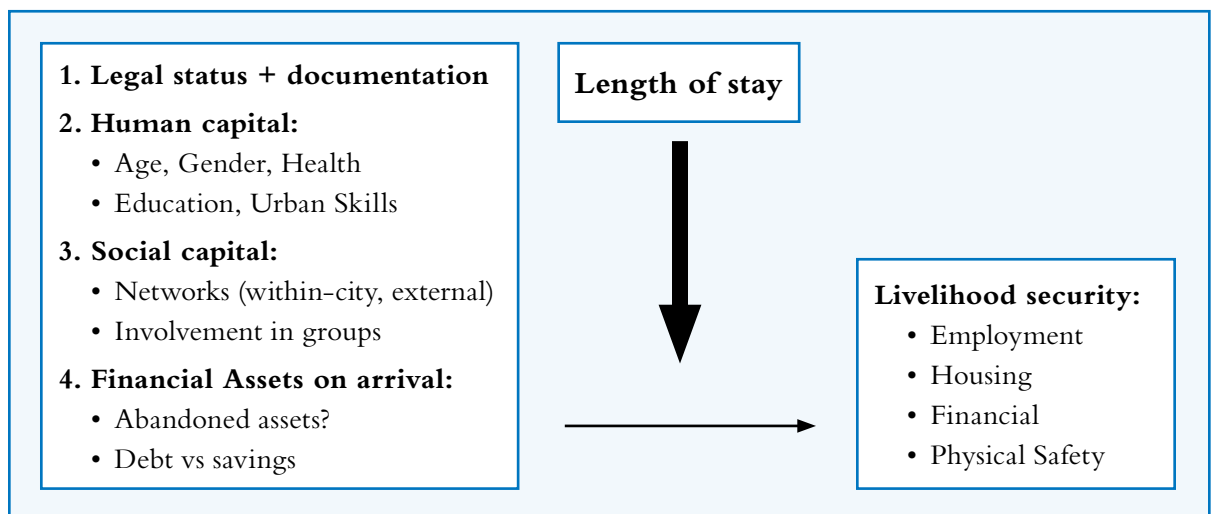 1. Legal status + documentation
2. Human capital:
• Age, Gender, Health
• Education, Urban Skills
3. Social capital:
• Networks (within-city, external)
• Involvement in groups
4. Financial Assets on arrival:
• Abandoned assets?
• Debt vs savings
Length of stay
Livelihood security:
• Employment
• Housing
• Financial
• Physical Safety